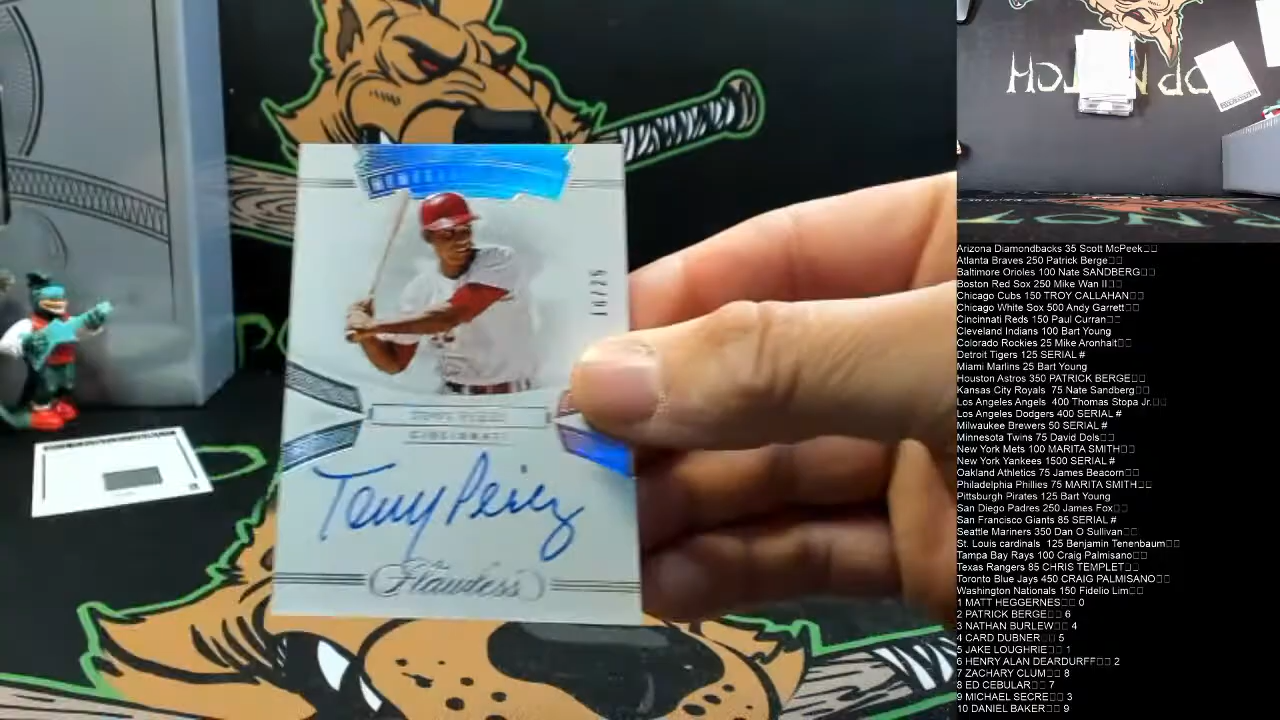 16/25
TONY PEREZ
CINCINNATI
Tony Perez
Flawless
Arizona Diamondbacks 35 Scott McPeek□□
Atlanta Braves 250 Patrick Berge□□
Baltimore Orioles 100 Nate SANDBERG□□
Boston Red Sox 250 Mike Wan II□□
Chicago Cubs 150 TROY CALLAHAN□□
Chicago White Sox 500 Andy Garrett□□
Cincinnati Reds 150 Paul Curran□□
Cleveland Indians 100 Bart Young
Colorado Rockies 25 Mike Aronhalt□□
Detroit Tigers 125 SERIAL #
Miami Marlins 25 Bart Young
Houston Astros 350 PATRICK BERGE□□
Kansas City Royals 75 Nate Sandberg□□
Los Angeles Angels 400 Thomas Stopa Jr.□□
Los Angeles Dodgers 400 SERIAL #
Milwaukee Brewers 50 SERIAL #
Minnesota Twins 75 David Dols□□
New York Mets 100 MARITA SMITH□□
New York Yankees 1500 SERIAL #
Oakland Athletics 75 James Beacorn□□
Philadelphia Phillies 75 MARITA SMITH□□
Pittsburgh Pirates 125 Bart Young
San Diego Padres 250 James Fox□□
San Francisco Giants 85 SERIAL #
Seattle Mariners 350 Dan O Sullivan□□
St. Louis cardinals 125 Benjamin Tenenbaum□□
Tampa Bay Rays 100 Craig Palmisano□□
Texas Rangers 85 CHRIS TEMPLET□□
Toronto Blue Jays 450 CRAIG PALMISANO□□
Washington Nationals 150 Fidelio Lim□□
1 MATT HEGGERNES□□ 0
2 PATRICK BERGE□□ 6
3 NATHAN BURLEW□□ 4
4 CARD DUBNER□□ 5
5 JAKE LOUGHRIE□□ 1
6 HENRY ALAN DEARDURFF□□ 2
7 ZACHARY CLUM□□ 8
8 ED CEBULAR□□ 7
9 MICHAEL SECRE□□ 3
10 DANIEL BAKER□□ 9